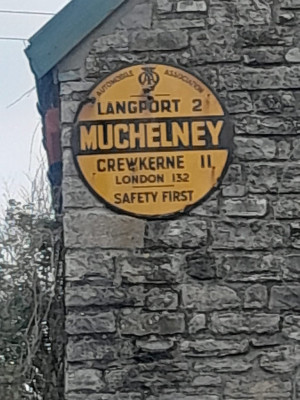 AUTOMOBILE AA ASSOCIATION
LANGPORT 2
MUCHELNEY
CREWKERNE 11
LONDON 132
SAFETY FIRST